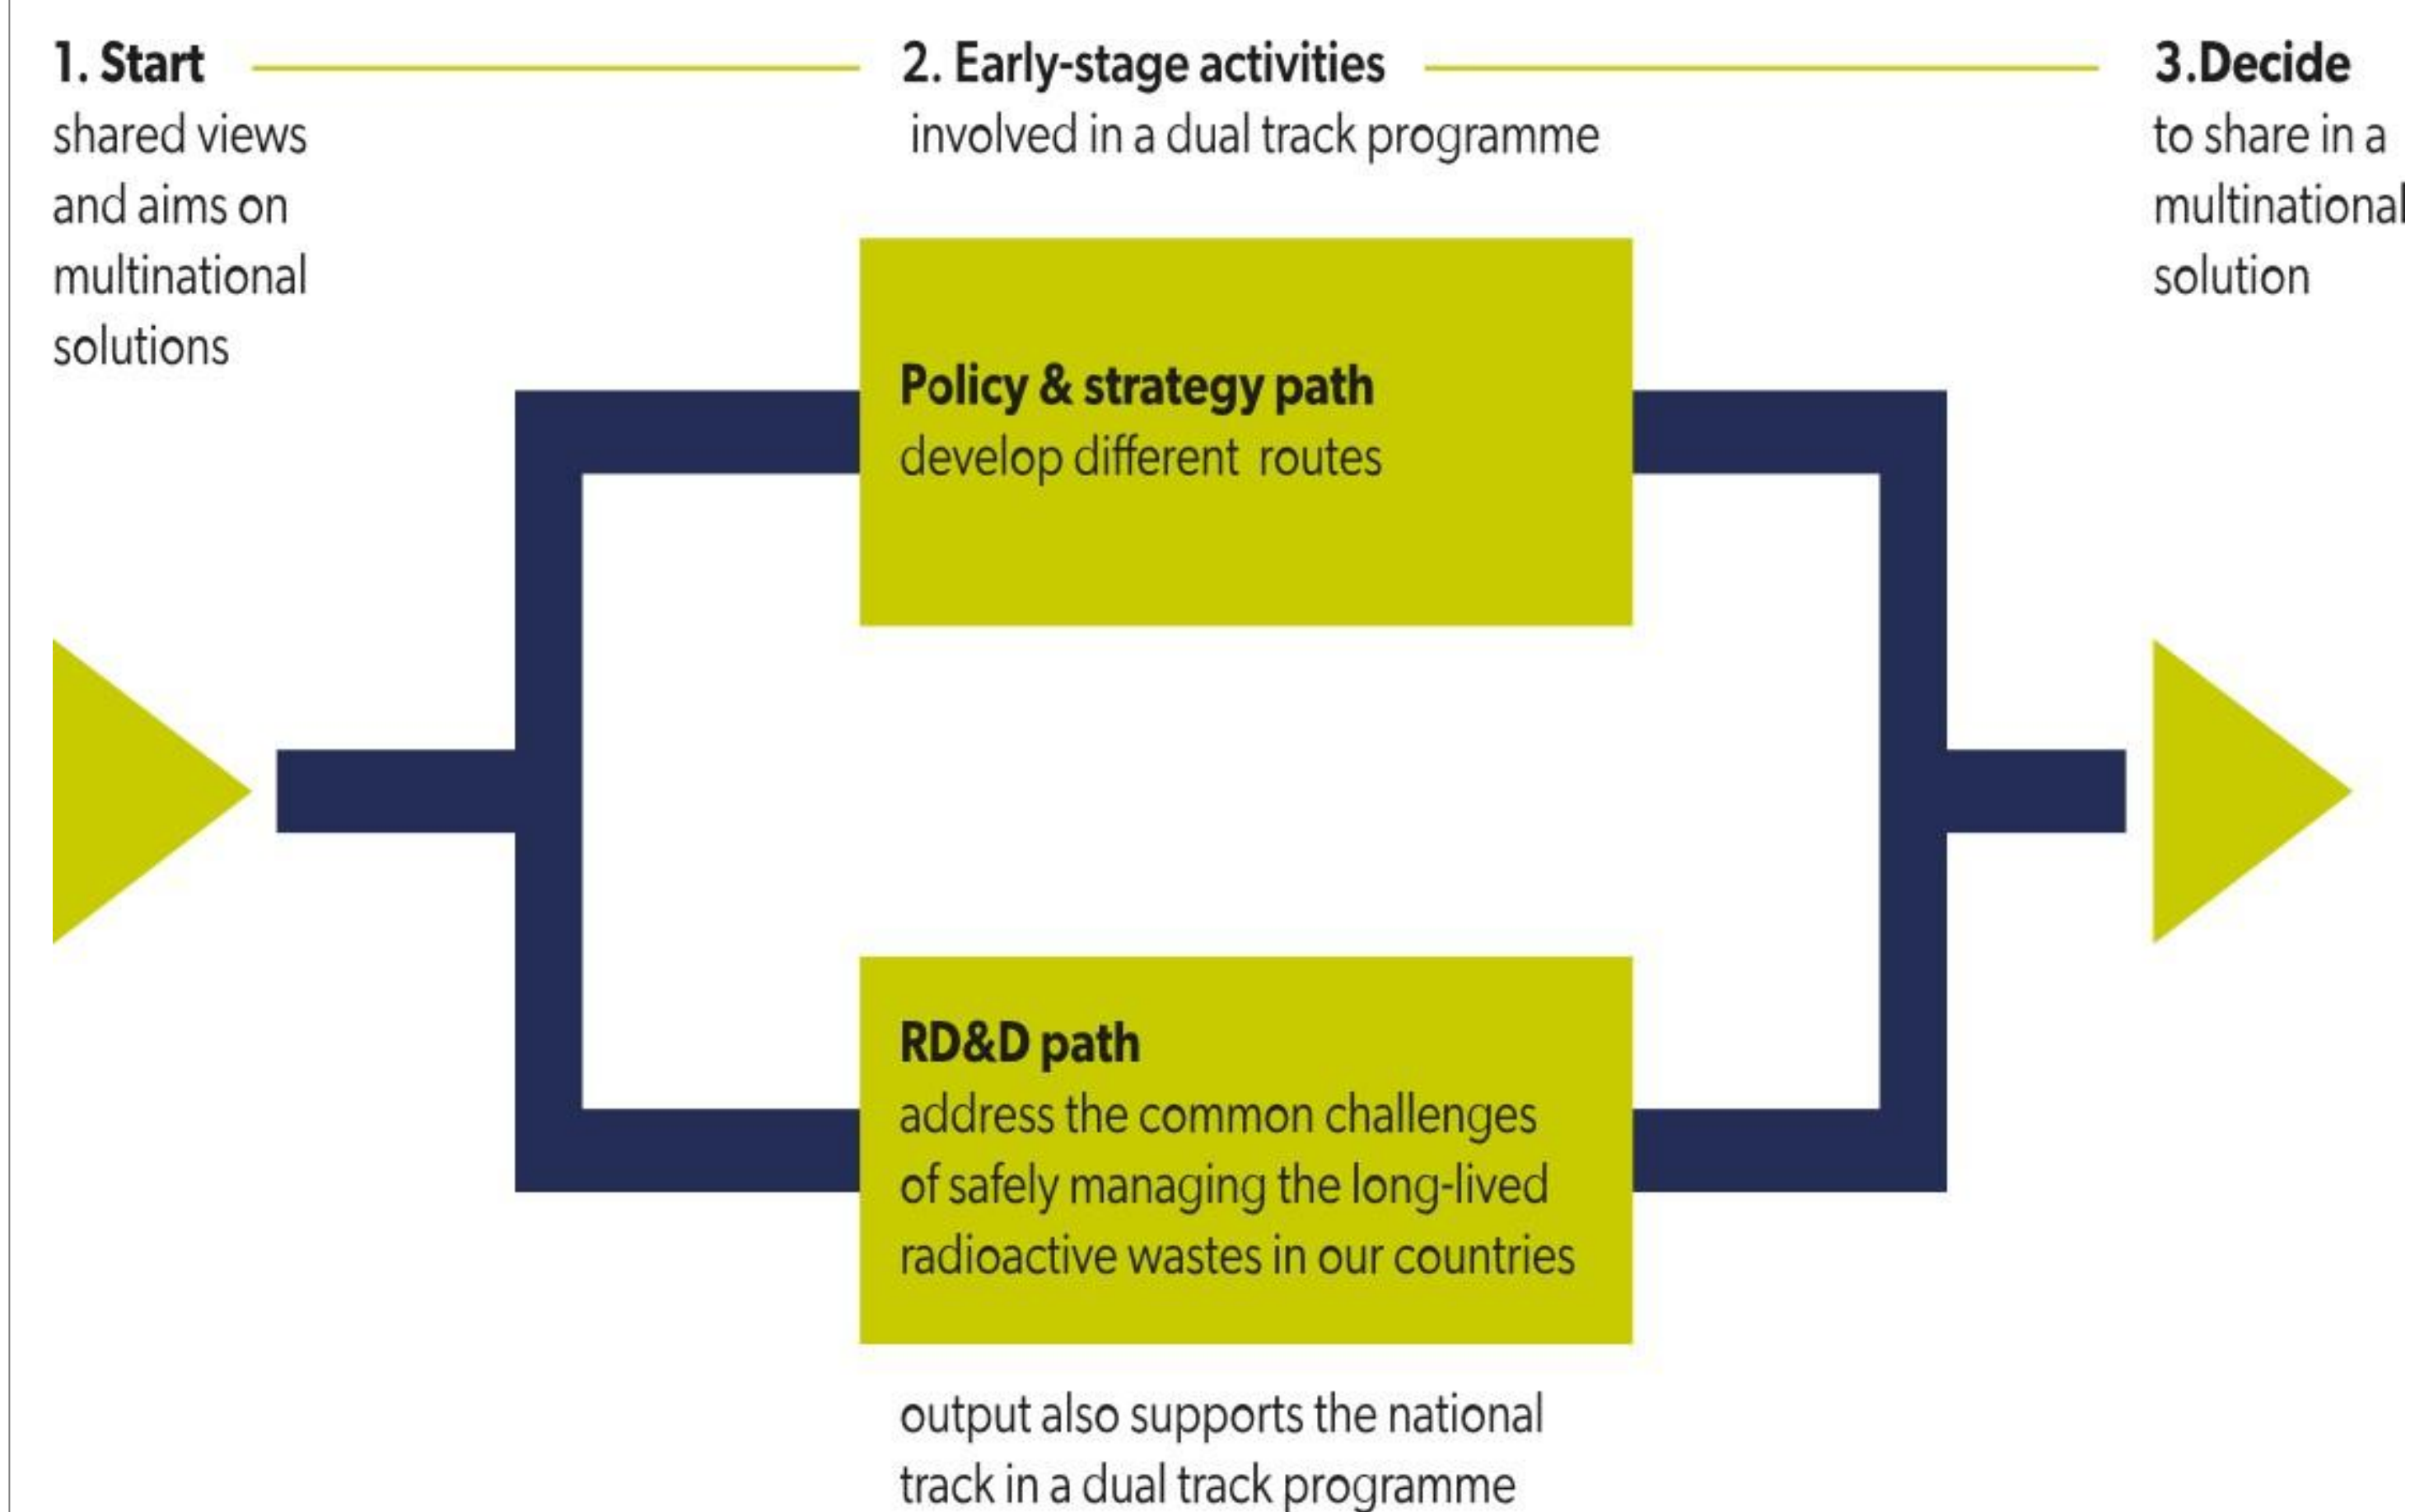 1. Start
shared views
and aims on
multinational
solutions
2. Early-stage activities
involved in a dual track programme
3.Decide
to share in a
multinational
solution
Policy & strategy path
develop different routes
RD&D path
address the common challenges
of safely managing the long-lived
radioactive wastes in our countries
output also supports the national
track in a dual track programme